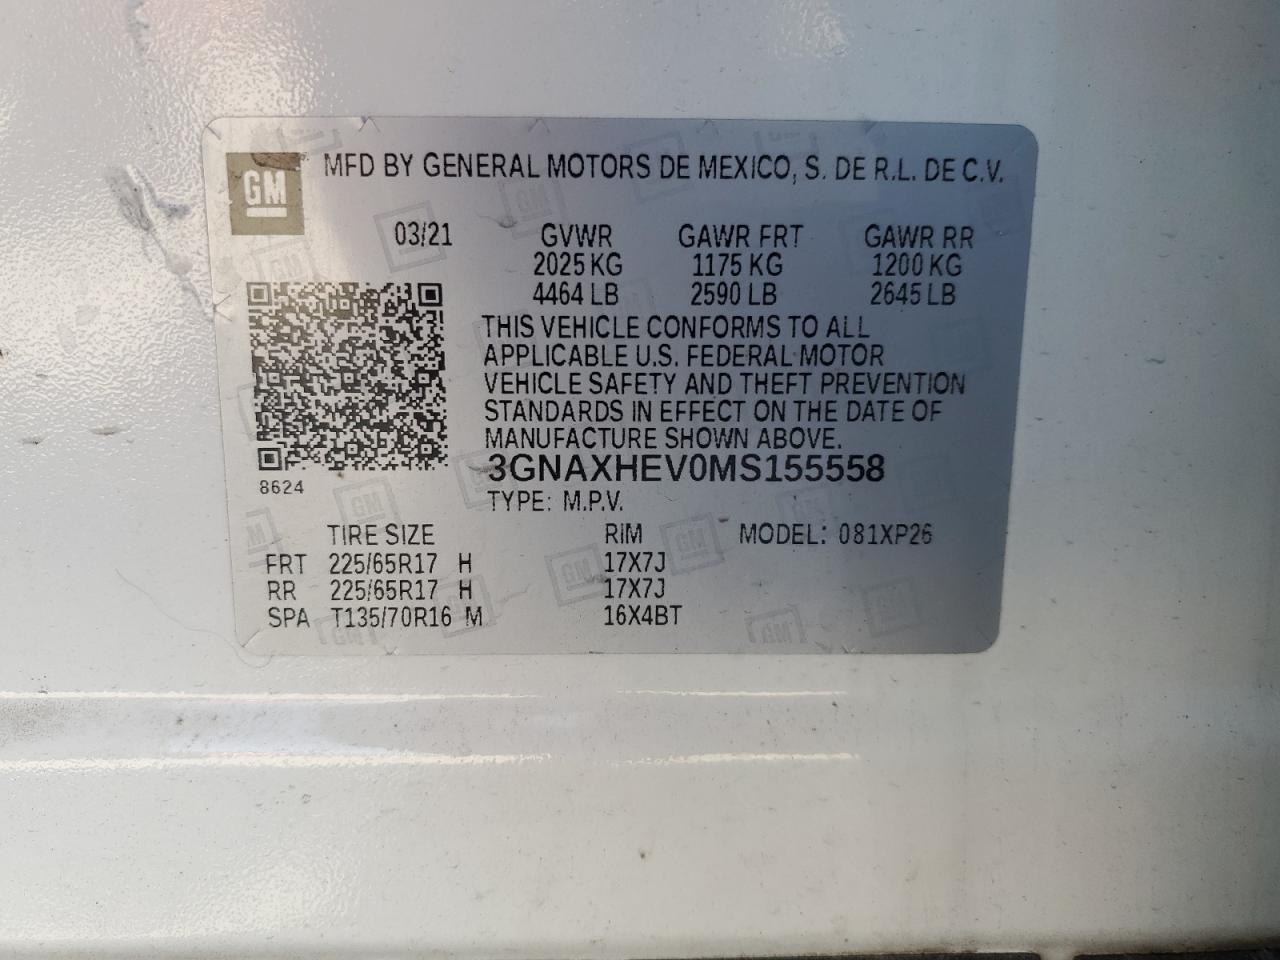 GM
MFD BY GENERAL MOTORS DE MEXICO, S. DE R.L. DE C.V.
03/21 GVWR GAWR FRT GAWR RR
2025 KG 1175 KG 1200 KG
4464 LB 2590 LB 2645 LB
THIS VEHICLE CONFORMS TO ALL
APPLICABLE U.S. FEDERAL MOTOR
VEHICLE SAFETY AND THEFT PREVENTION
STANDARDS IN EFFECT ON THE DATE OF
MANUFACTURE SHOWN ABOVE.
3GNAXHEV0MS155558
8624
TYPE: M.P.V.
TIRE SIZE RIM MODEL: 081XP26
FRT 225/65R17 H 17X7J
RR 225/65R17 H 17X7J
SPA T135/70R16 M 16X4BT